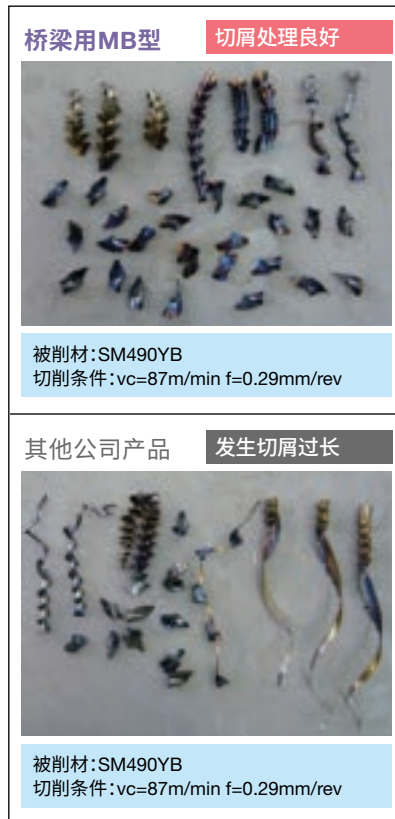 桥梁用MB型
切屑处理良好
被削材:SM490YB
切削条件:vc=87m/min f=0.29mm/rev
其他公司产品
发生切屑过长
被削材:SM490YB
切削条件:vc=87m/min f=0.29mm/rev